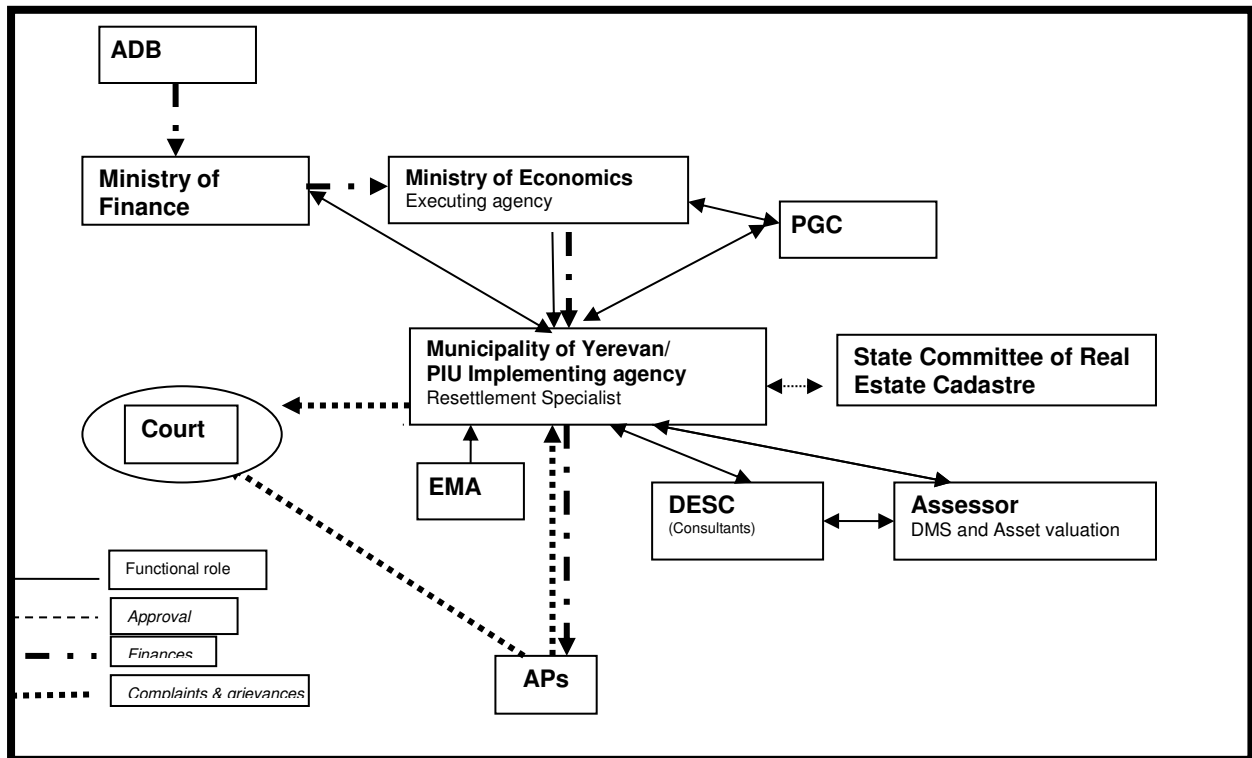 ADB
Ministry of
Finance
Ministry of Economics
Executing agency
PGC
Municipality of Yerevan/
PIU Implementing agency
Resettlement Specialist
State Committee of Real
Estate Cadastre
Court
EMA
DESC
(Consultants)
Assessor
DMS and Asset valuation
Functional role
Approval
Finances
Complaints & grievances
APs